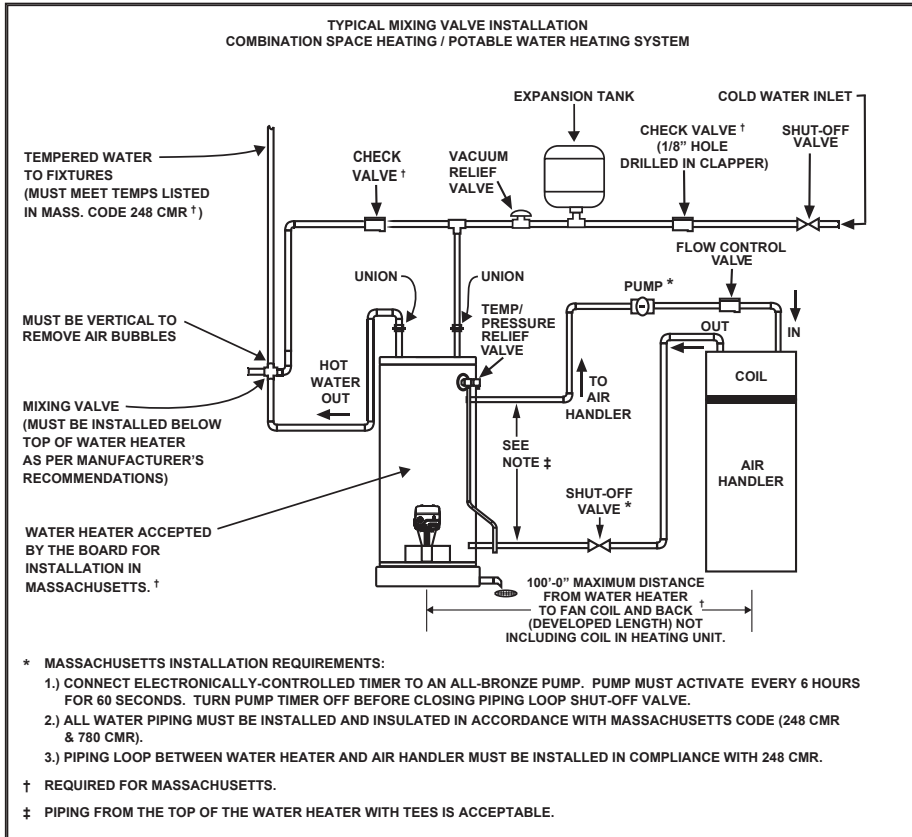 TYPICAL MIXING VALVE INSTALLATION
COMBINATION SPACE HEATING / POTABLE WATER HEATING SYSTEM
EXPANSION TANK
COLD WATER INLET
TEMPERED WATER
TO FIXTURES
(MUST MEET TEMPS LISTED
IN MASS. CODE 248 CMR †)
CHECK
VALVE †
VACUUM
RELIEF
VALVE
CHECK VALVE †
(1/8” HOLE
DRILLED IN CLAPPER)
SHUT-OFF
VALVE
FLOW CONTROL
VALVE
UNION
UNION
PUMP *
TEMP/
PRESSURE
RELIEF
VALVE
OUT
IN
MUST BE VERTICAL TO
REMOVE AIR BUBBLES
HOT
WATER
OUT
TO
AIR
HANDLER
COIL
MIXING VALVE
(MUST BE INSTALLED BELOW
TOP OF WATER HEATER
AS PER MANUFACTURER’S
RECOMMENDATIONS)
SEE
NOTE ‡
AIR
HANDLER
SHUT-OFF
VALVE *
WATER HEATER ACCEPTED
BY THE BOARD FOR
INSTALLATION IN
MASSACHUSETTS. †
100’-0” MAXIMUM DISTANCE
FROM WATER HEATER
TO FAN COIL AND BACK †
(DEVELOPED LENGTH) NOT
INCLUDING COIL IN HEATING UNIT.
* MASSACHUSETTS INSTALLATION REQUIREMENTS:
1.) CONNECT ELECTRONICALLY-CONTROLLED TIMER TO AN ALL-BRONZE PUMP. PUMP MUST ACTIVATE EVERY 6 HOURS
FOR 60 SECONDS. TURN PUMP TIMER OFF BEFORE CLOSING PIPING LOOP SHUT-OFF VALVE.
2.) ALL WATER PIPING MUST BE INSTALLED AND INSULATED IN ACCORDANCE WITH MASSACHUSETTS CODE (248 CMR
& 780 CMR).
3.) PIPING LOOP BETWEEN WATER HEATER AND AIR HANDLER MUST BE INSTALLED IN COMPLIANCE WITH 248 CMR.
† REQUIRED FOR MASSACHUSETTS.
‡ PIPING FROM THE TOP OF THE WATER HEATER WITH TEES IS ACCEPTABLE.